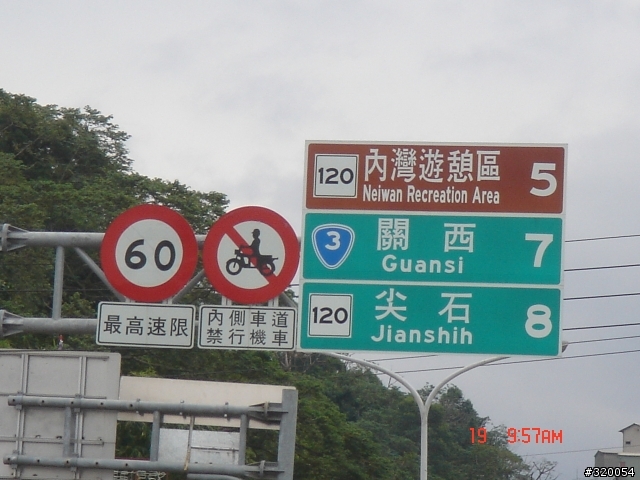 120 內灣遊憩區 5
Neiwan Recreation Area
3 關西 7
Guansi
120 尖石 8
Jianshih
60
最高速限
內側車道
禁行機車
19 9:57AM
#320054